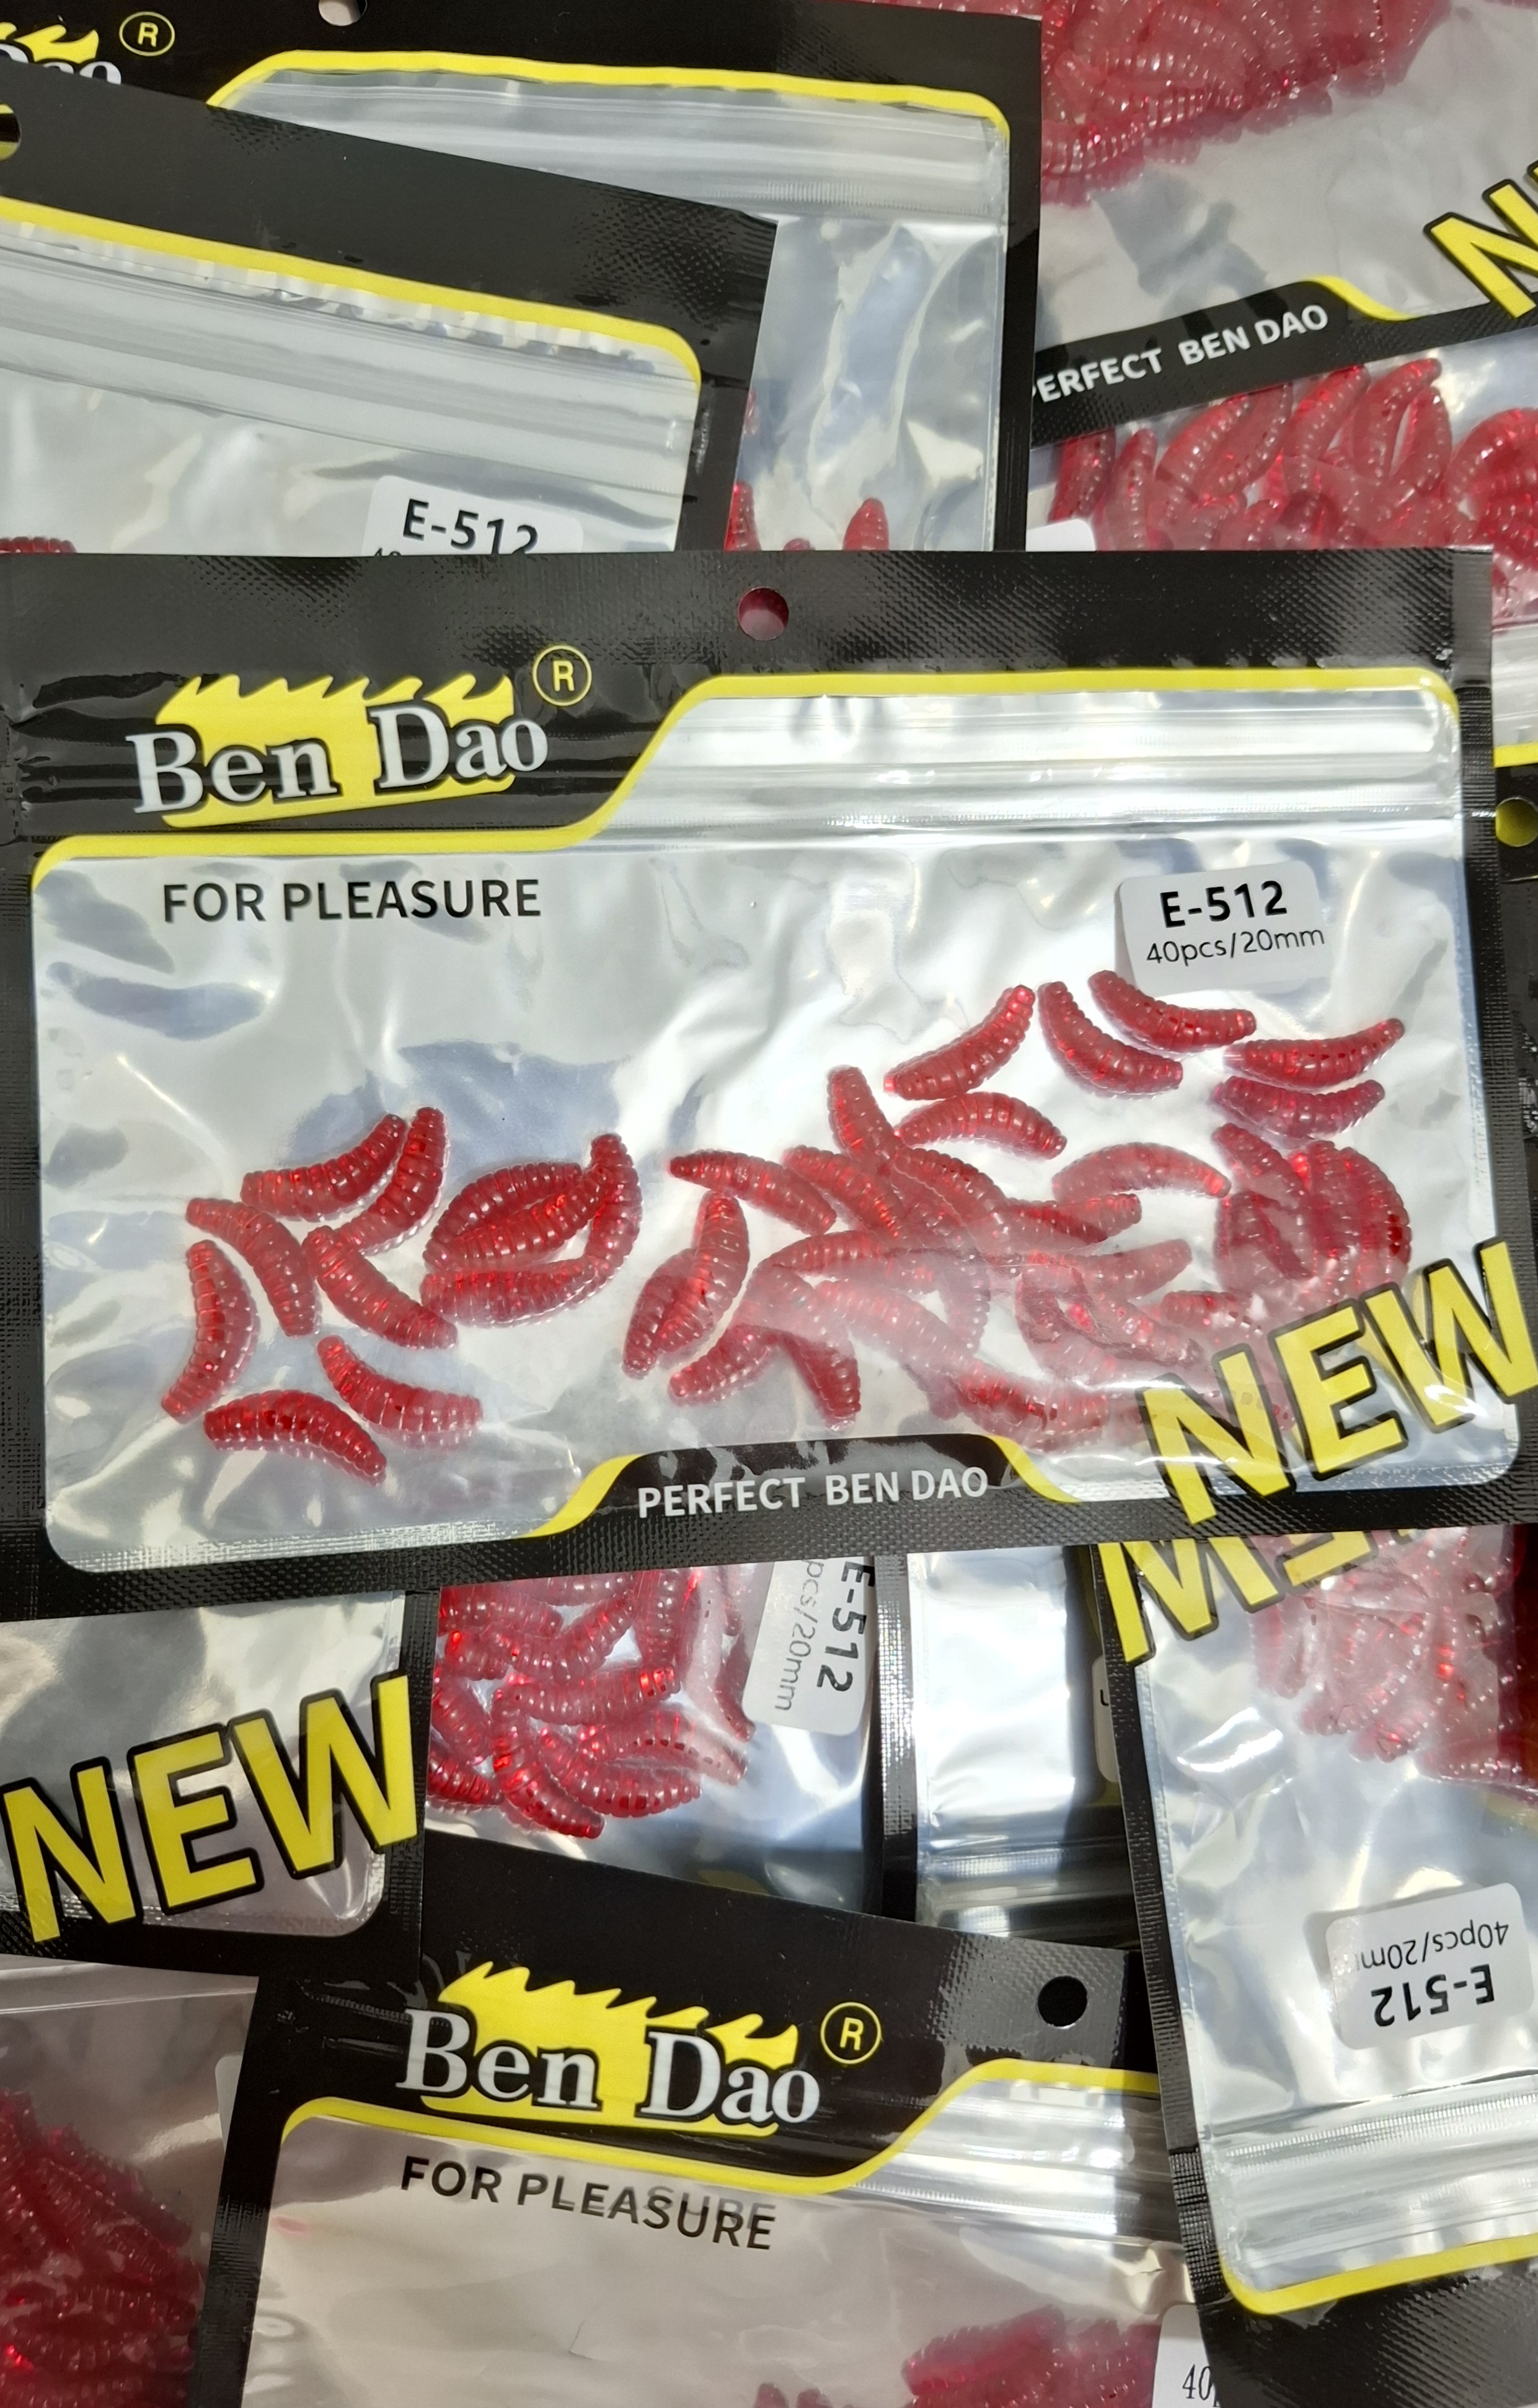 Dao
®
E-512
PERFECT BEN DAO
Ben Dao ®
FOR PLEASURE
E-512
40pcs/20mm
PERFECT BEN DAO
NEW
E-512
pcs/20mm
NEW
Ben Dao ®
FOR PLEASURE
E-512
40pcs/20m